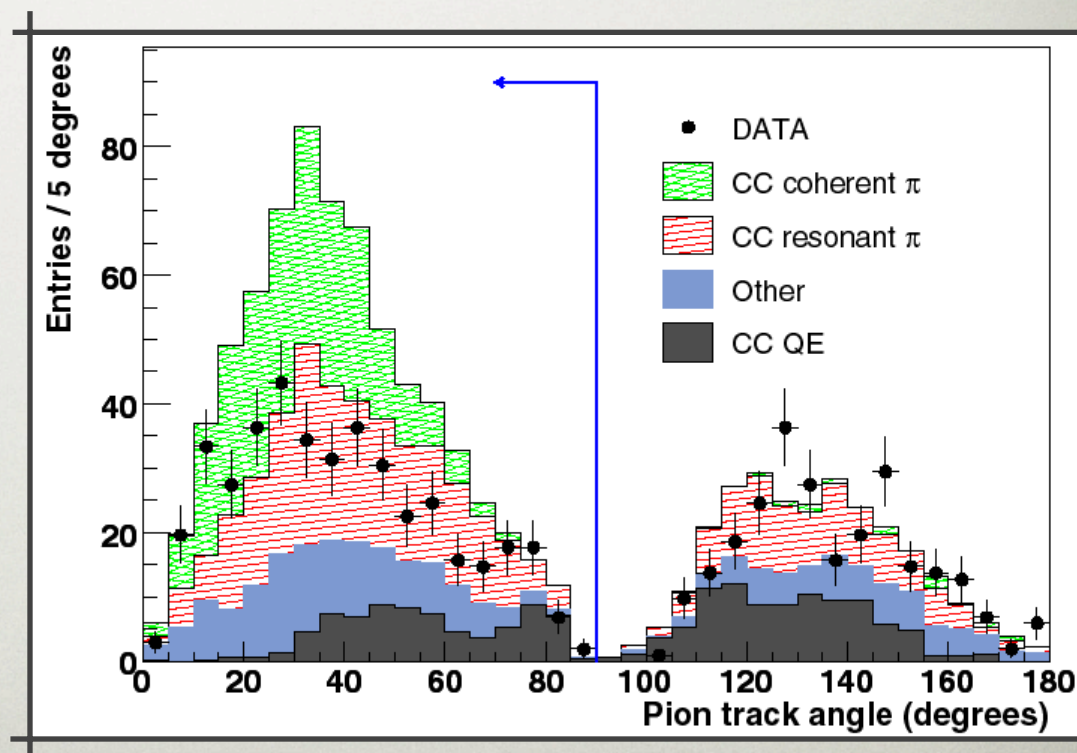 Entries / 5 degrees
80
60
40
20
0
DATA
CC coherent π
CC resonant π
Other
CC QE
0 20 40 60 80 100 120 140 160 180
Pion track angle (degrees)